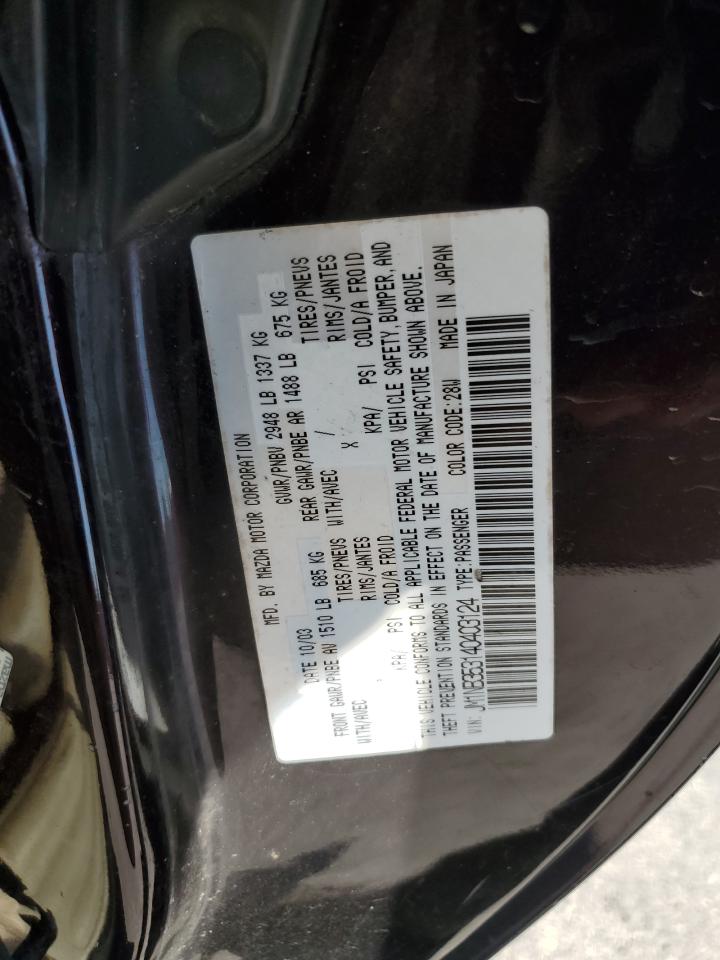 MFD. BY MAZDA MOTOR CORPORATION
DATE 10/03 GVWR/PNBV 2948 LB 1337 KG
FRONT GAWR/PNBE AV 1510 LB 685 KG REAR GAWR/PNBE AR 1488 LB 675 KG
WITH/AVEC TIRES/PNEUS WITH/AVEC / TIRES/PNEVS
RIMS/JANTES X RIMS/JANTES
KPA/ PSI COLD/A FROID KPA/ PSI COLD/A FROID
THIS VEHICLE CONFORMS TO ALL APPLICABLE FEDERAL MOTOR VEHICLE SAFETY, BUMPER, AND
THEFT PREVENTION STANDARDS IN EFFECT ON THE DATE OF MANUFACTURE SHOWN ABOVE.
VIN: JM1NB353140403124 TYPE:PASSENGER COLOR CODE:28W MADE IN JAPAN